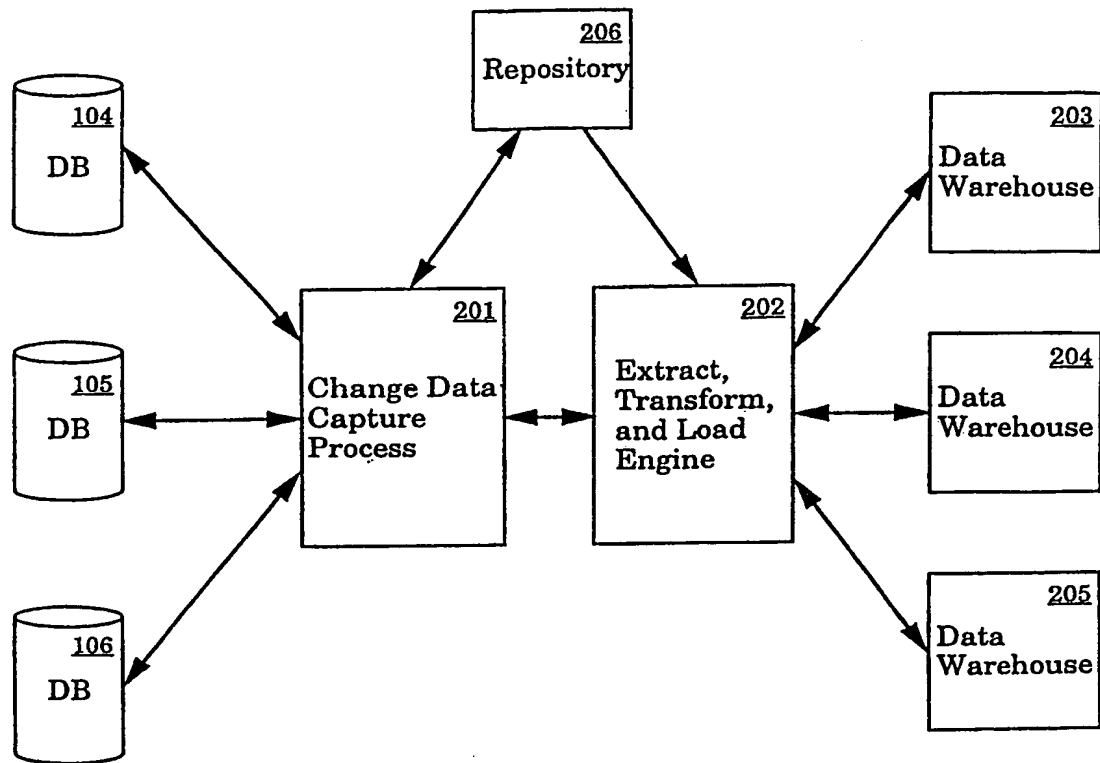 206
Repository
104
DB
203
Data
Warehouse
201
Change Data
Capture
Process
202
Extract,
Transform,
and Load
Engine
105
DB
204
Data
Warehouse
106
DB
205
Data
Warehouse